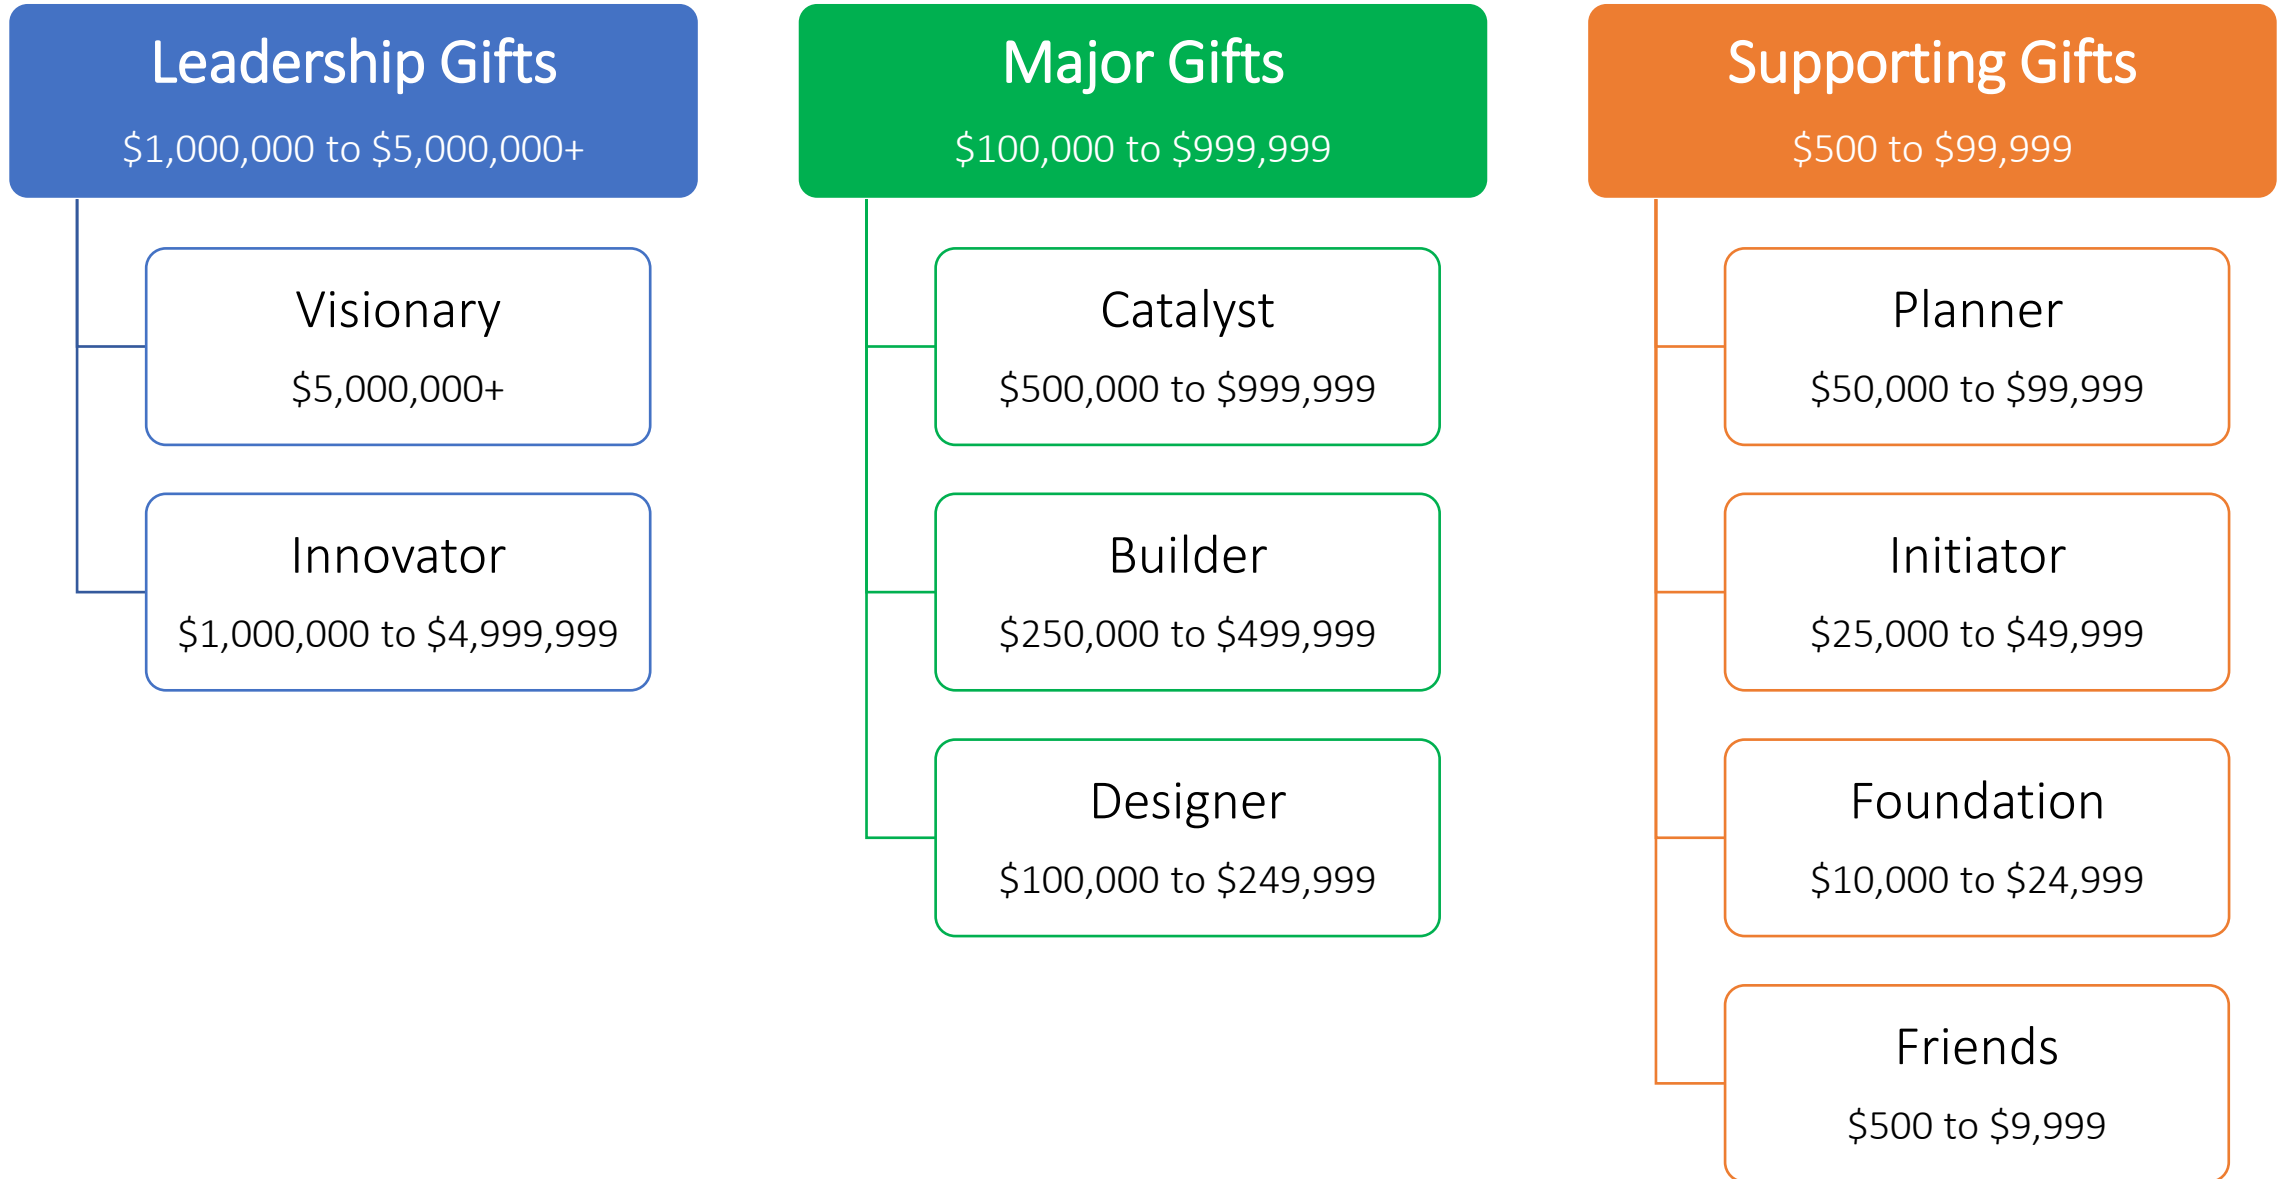 Leadership Gifts
$1,000,000 to $5,000,000+
Visionary
$5,000,000+
Innovator
$1,000,000 to $4,999,999
Major Gifts
$100,000 to $999,999
Catalyst
$500,000 to $999,999
Builder
$250,000 to $499,999
Designer
$100,000 to $249,999
Supporting Gifts
$500 to $99,999
Planner
$50,000 to $99,999
Initiator
$25,000 to $49,999
Foundation
$10,000 to $24,999
Friends
$500 to $9,999